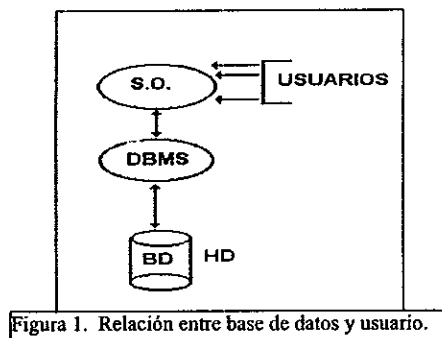 S.O.
USUARIOS
DBMS
BD
HD
Figura 1. Relación entre base de datos y usuario.